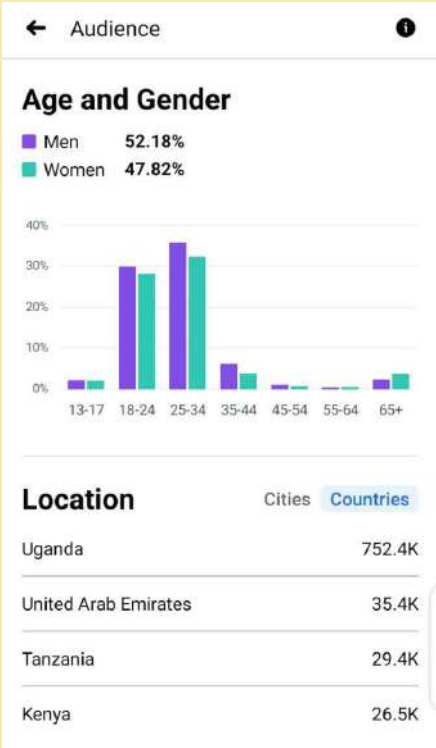 Audience
Age and Gender
Men 52.18%
Women 47.82%
40%
30%
20%
10%
0%
13-17 18-24 25-34 35-44 45-54 55-64 65+
Location Cities Countries
Uganda 752.4K
United Arab Emirates 35.4K
Tanzania 29.4K
Kenya 26.5K